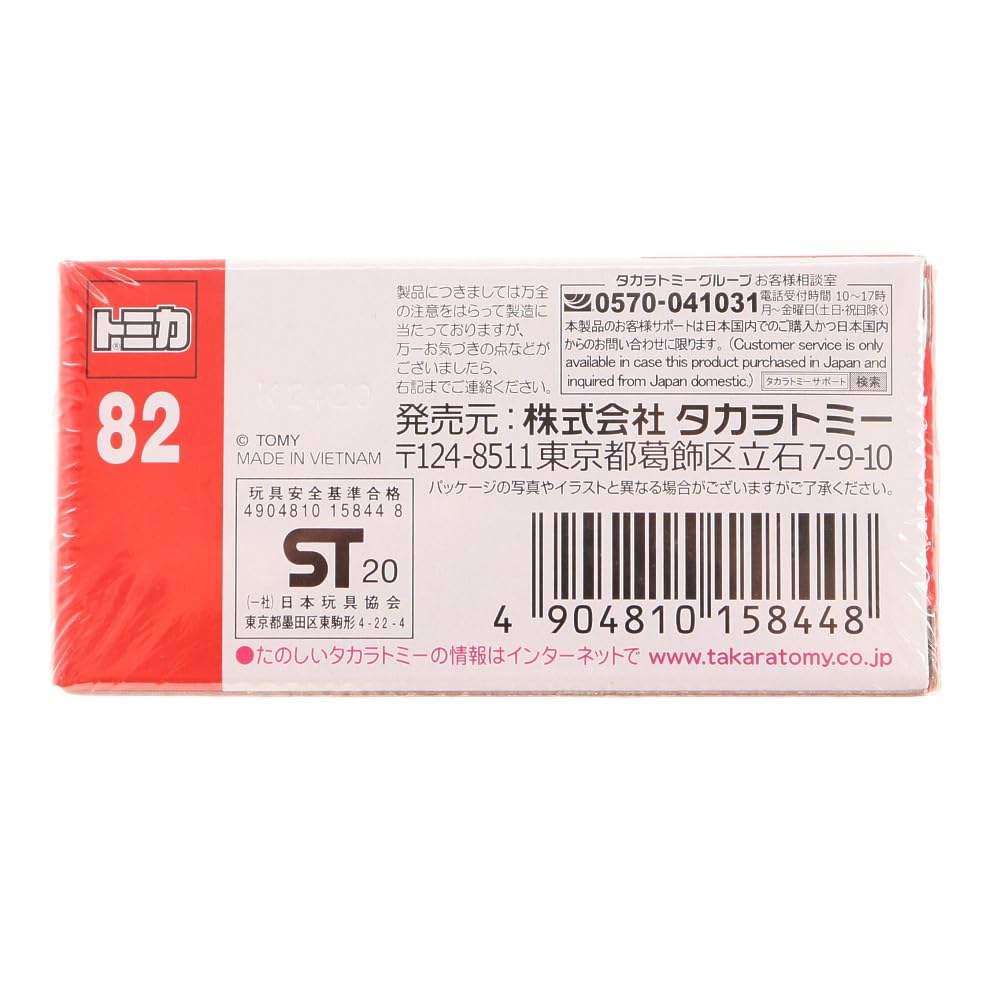 トミカ®
82
© TOMY
MADE IN VIETNAM
玩具安全基準合格
4904810 15844 8
ST 20
(一社)日本玩具協会
東京都墨田区東駒形4-22-4
製品につきましては万全
の注意をはらって製造に
当たっておりますが、
万一お気づきの点などが
ございましたら、
右記までご連絡ください。
タカラトミーグループ お客様相談室
0570-041031 電話受付時間 10〜17時
月〜金曜日(土日・祝日除く)
本製品のお客様サポートは日本国内でのご購入かつ日本国内
からのお問い合わせに限ります。(Customer service is only
available in case this product purchased in Japan and
inquired from Japan domestic.) タカラトミーサポート 検索
発売元:株式会社 タカラトミー
〒124-8511東京都葛飾区立石7-9-10
パッケージの写真やイラストと異なる場合がございますがご了承ください。
4 904810 158448
●たのしいタカラトミーの情報はインターネットで www.takaratomy.co.jp